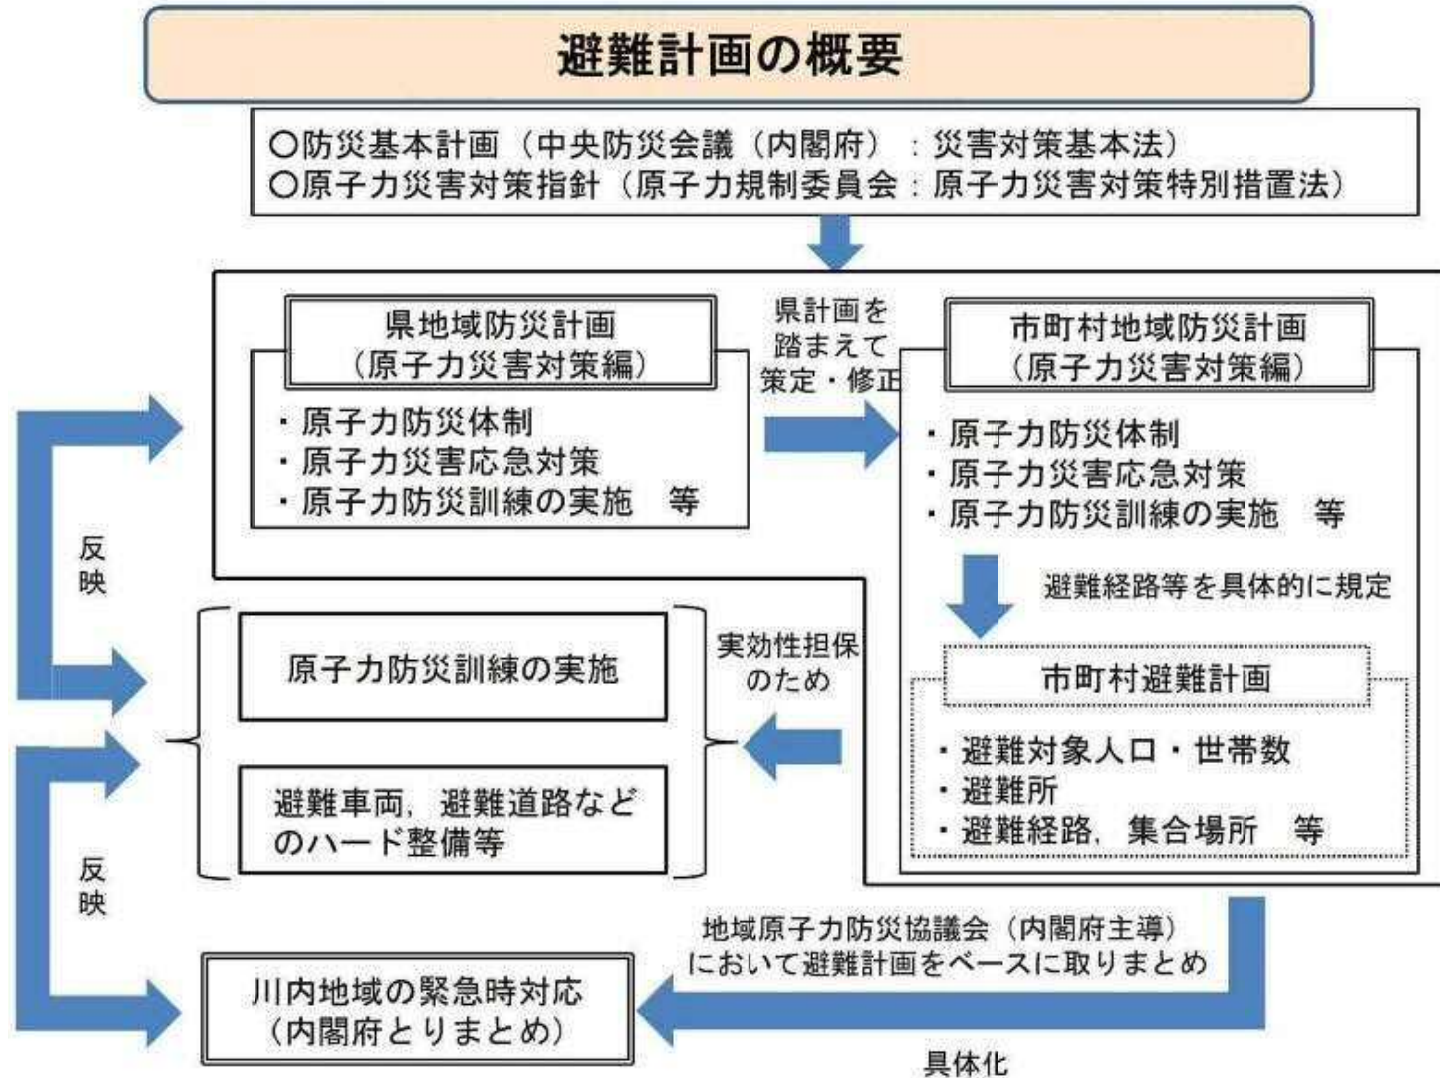 避難計画の概要
〇防災基本計画（中央防災会議（内閣府）：災害対策基本法）
〇原子力災害対策指針（原子力規制委員会：原子力災害対策特別措置法）
県地域防災計画
（原子力災害対策編）
・原子力防災体制
・原子力災害応急対策
・原子力防災訓練の実施　等
県計画を
踏まえて
策定・修正
市町村地域防災計画
（原子力災害対策編）
・原子力防災体制
・原子力災害応急対策
・原子力防災訓練の実施　等
避難経路等を具体的に規定
市町村避難計画
・避難対象人口・世帯数
・避難所
・避難経路，集合場所　等
反
映
原子力防災訓練の実施
実効性担保
のため
避難車両，避難道路など
のハード整備等
反
映
地域原子力防災協議会（内閣府主導）
において避難計画をベースに取りまとめ
川内地域の緊急時対応
（内閣府とりまとめ）
具体化